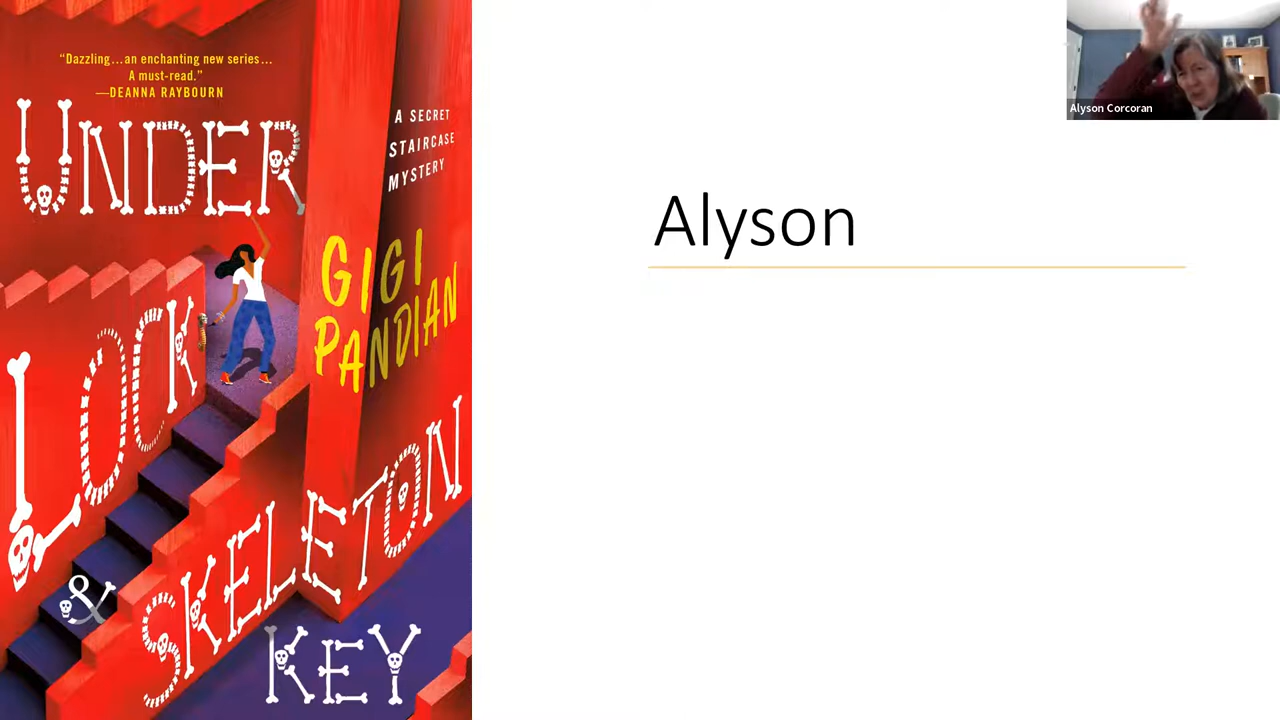 “Dazzling...an enchanting new series...
A must-read.”
—DEANNA RAYBOURN
UNDER
LOCK
& SKELETON
KEY
A SECRET
STAIRCASE
MYSTERY
GIGI
PANDIAN
Alyson
Alyson Corcoran